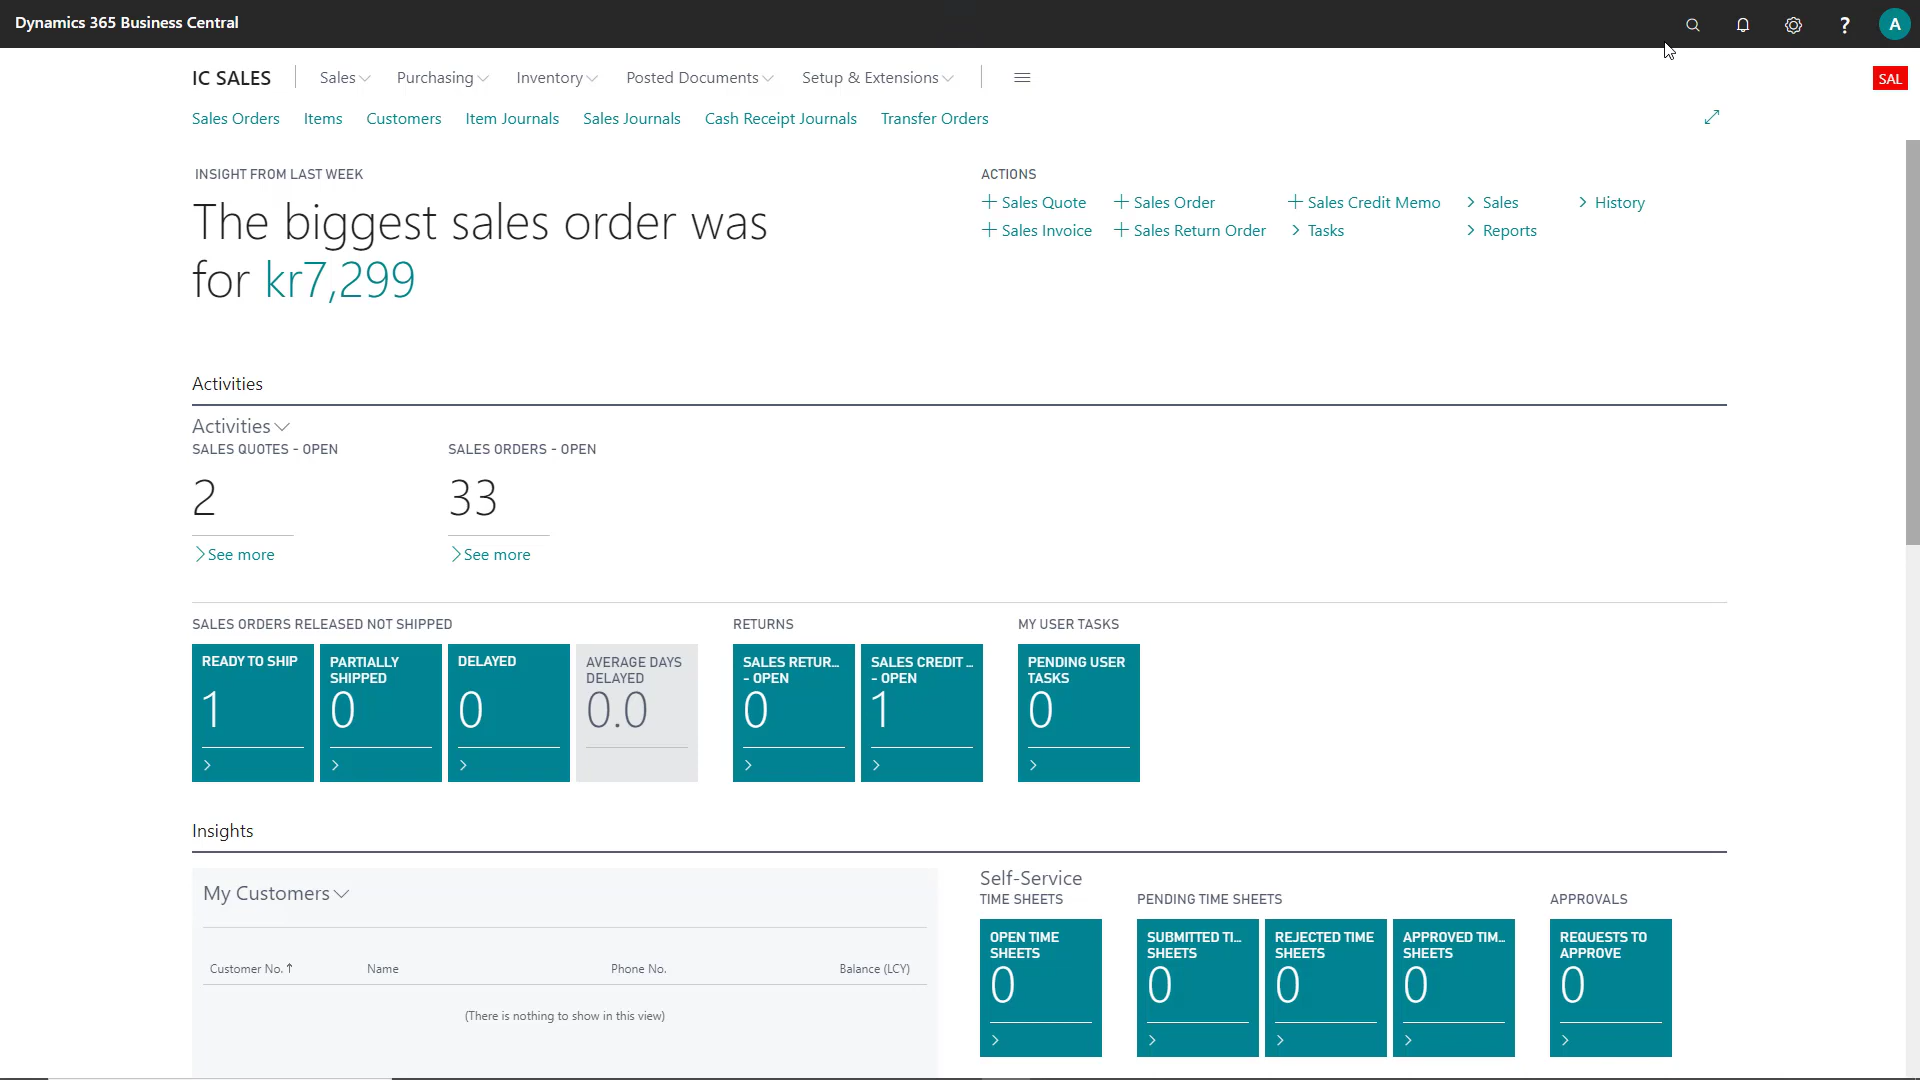 Dynamics 365 Business Central
?
A
IC SALES
Sales
Purchasing
Inventory
Posted Documents
Setup & Extensions
SAL
Sales Orders
Items
Customers
Item Journals
Sales Journals
Cash Receipt Journals
Transfer Orders
INSIGHT FROM LAST WEEK
The biggest sales order was
for kr7,299
ACTIONS
+ Sales Quote
+ Sales Order
+ Sales Credit Memo
> Sales
> History
+ Sales Invoice
+ Sales Return Order
> Tasks
> Reports
Activities
Activities
SALES QUOTES - OPEN
2
>See more
SALES ORDERS - OPEN
33
>See more
SALES ORDERS RELEASED NOT SHIPPED
READY TO SHIP
1
>
PARTIALLY
SHIPPED
0
>
DELAYED
0
>
AVERAGE DAYS
DELAYED
0.0
RETURNS
SALES RETUR...
- OPEN
0
>
SALES CREDIT ...
- OPEN
1
>
MY USER TASKS
PENDING USER
TASKS
0
>
Insights
My Customers
Customer No. ↑
Name
Phone No.
Balance (LCY)
(There is nothing to show in this view)
Self-Service
TIME SHEETS
OPEN TIME
SHEETS
0
>
PENDING TIME SHEETS
SUBMITTED TI...
SHEETS
0
>
REJECTED TIME
SHEETS
0
>
APPROVED TIM...
SHEETS
0
>
APPROVALS
REQUESTS TO
APPROVE
0
>